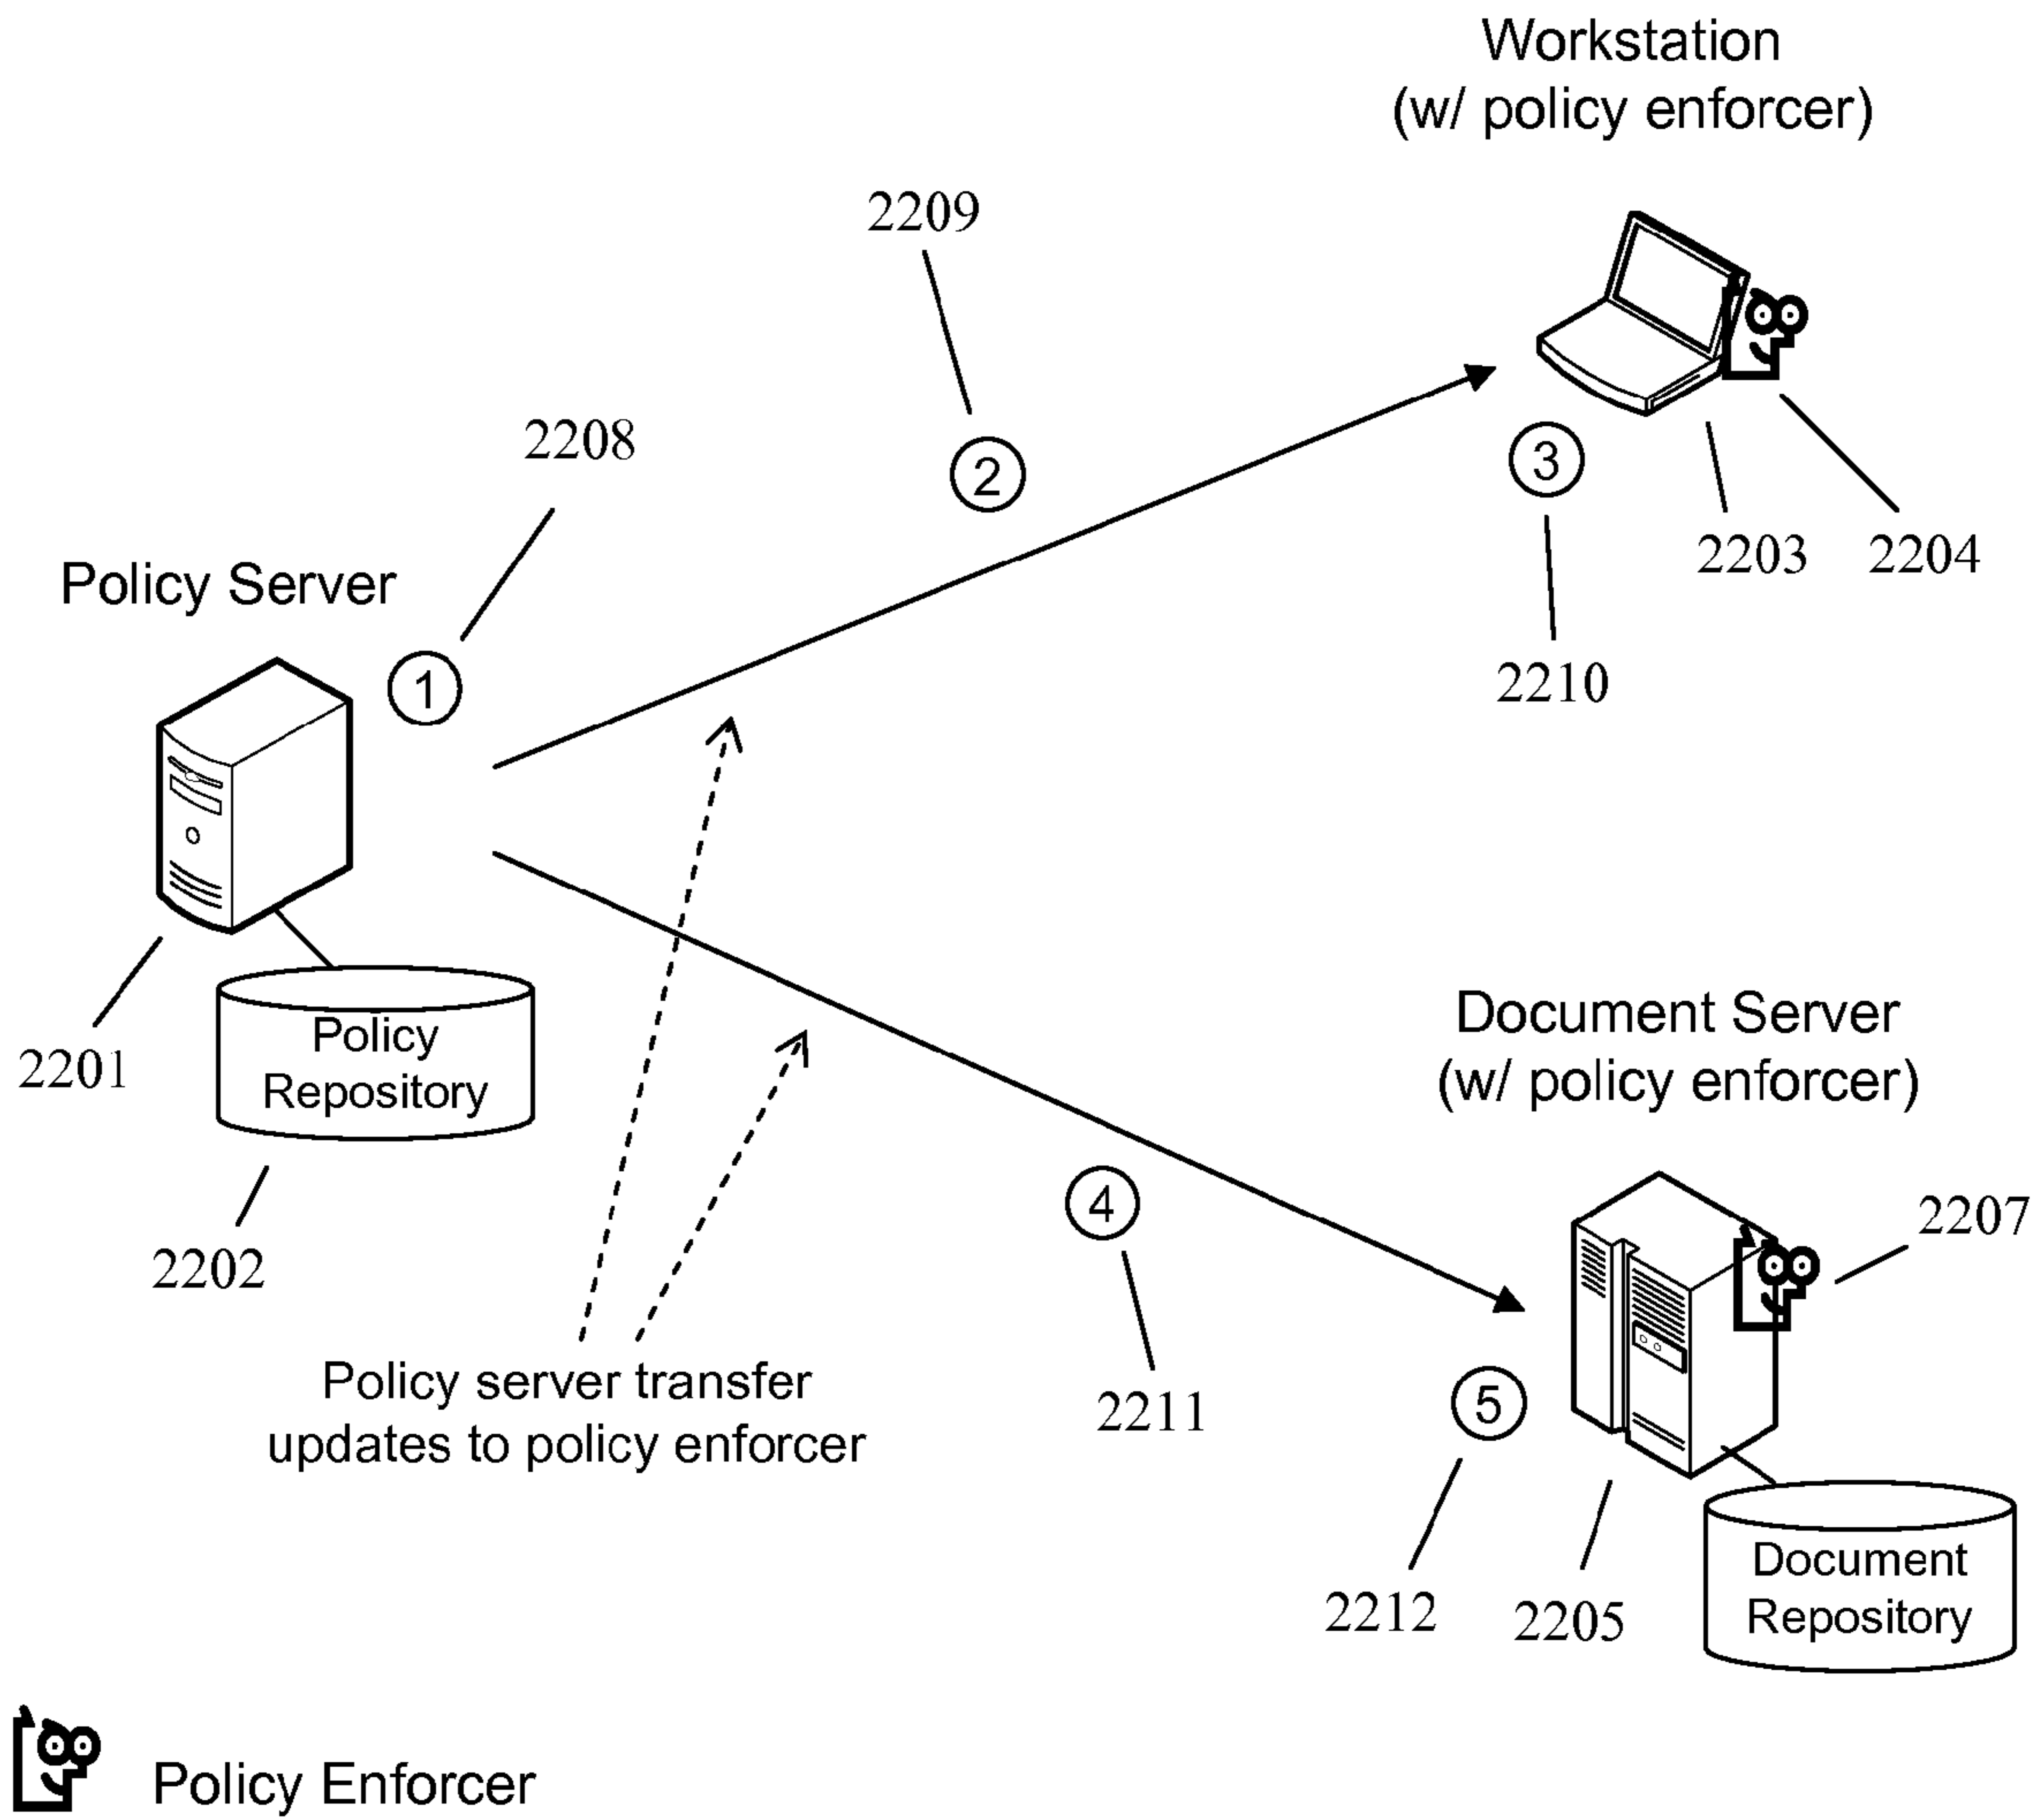 Workstation
(w/ policy enforcer)
2209
2208
2
3
2203
2204
Policy Server
1
2210
2201
Policy
Repository
2202
Document Server
(w/ policy enforcer)
4
2207
Policy server transfer
updates to policy enforcer
2211
5
2212
2205
Document
Repository
Policy Enforcer